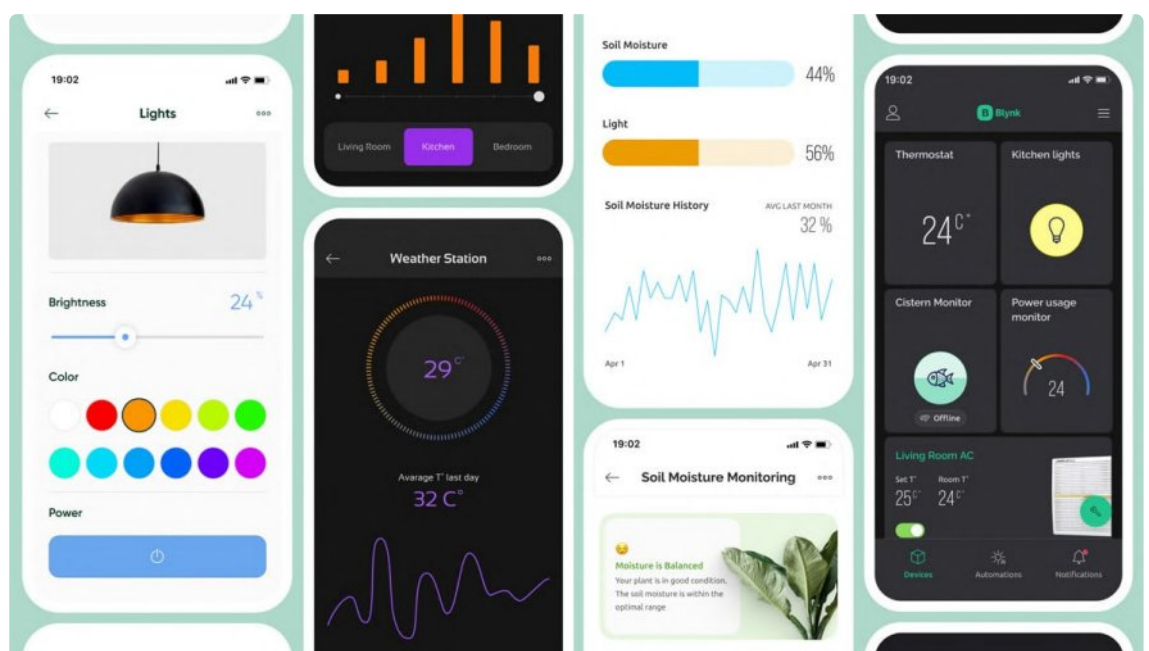 19:02
Lights
Brightness
24 %
Color
Power
Living Room
Kitchen
Bedroom
Weather Station
29 C°
Avarage T° last day
32 C°
Soil Moisture
44%
Light
56%
Soil Moisture History
AVG LAST MONTH
32 %
Apr 1
Apr 31
19:02
Soil Moisture Monitoring
Moisture is Balanced
Your plant is in good condition.
The soil moisture is within the
optimal range
19:02
B Blynk
Thermostat
Kitchen lights
24 C°
Cistern Monitor
Power usage
monitor
Offline
24
Living Room AC
Set T°
Room T°
25 C°
24 C°
Devices
Automations
Notifications